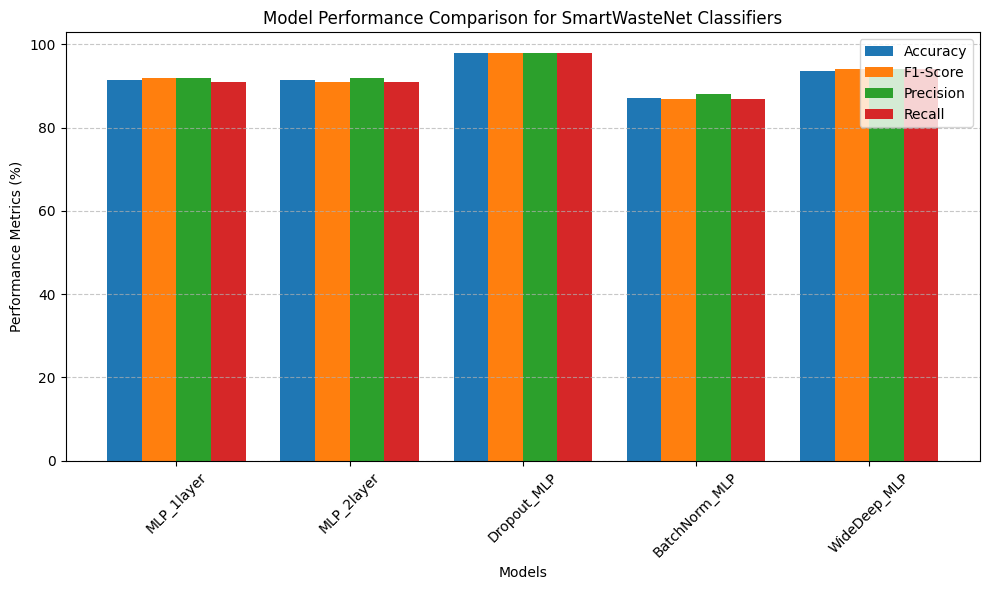 Model Performance Comparison for SmartWasteNet Classifiers
100
80
60
40
20
0
Performance Metrics (%)
Accuracy
F1-Score
Precision
Recall
MLP_1layer
MLP_2layer
Dropout_MLP
BatchNorm_MLP
WideDeep_MLP
Models